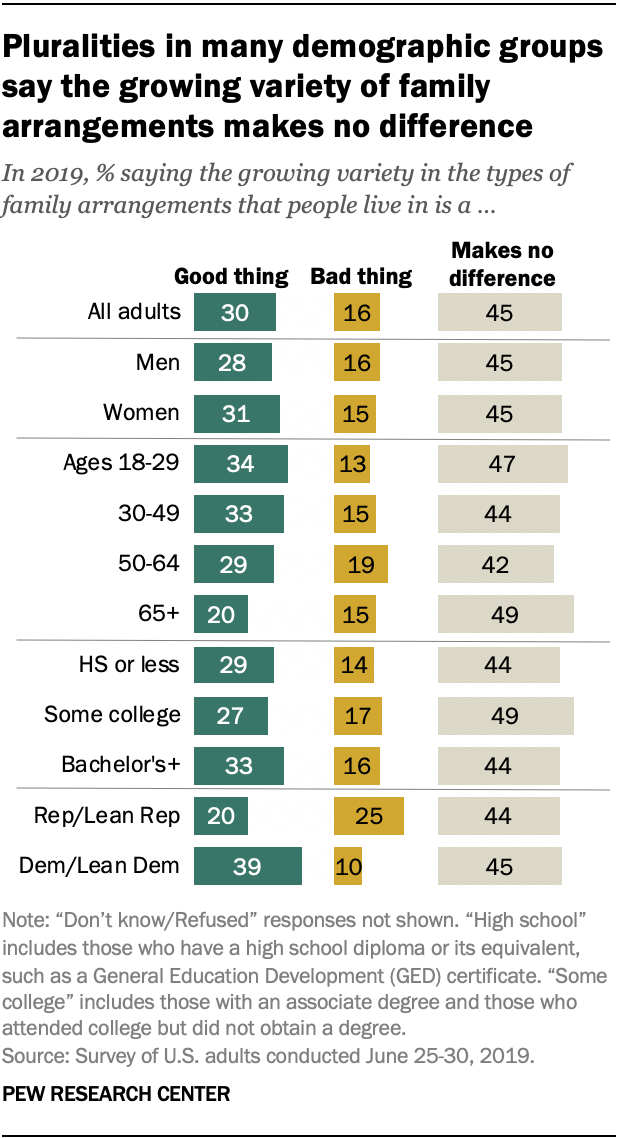 Pluralities in many demographic groups
say the growing variety of family
arrangements makes no difference
In 2019, % saying the growing variety in the types of
family arrangements that people live in is a ...
Good thing Bad thing Makes no difference
All adults 30 16 45
Men 28 16 45
Women 31 15 45
Ages 18-29 34 13 47
30-49 33 15 44
50-64 29 19 42
65+ 20 15 49
HS or less 29 14 44
Some college 27 17 49
Bachelor's+ 33 16 44
Rep/Lean Rep 20 25 44
Dem/Lean Dem 39 10 45
Note: “Don’t know/Refused” responses not shown. “High school”
includes those who have a high school diploma or its equivalent,
such as a General Education Development (GED) certificate. “Some
college” includes those with an associate degree and those who
attended college but did not obtain a degree.
Source: Survey of U.S. adults conducted June 25-30, 2019.
PEW RESEARCH CENTER